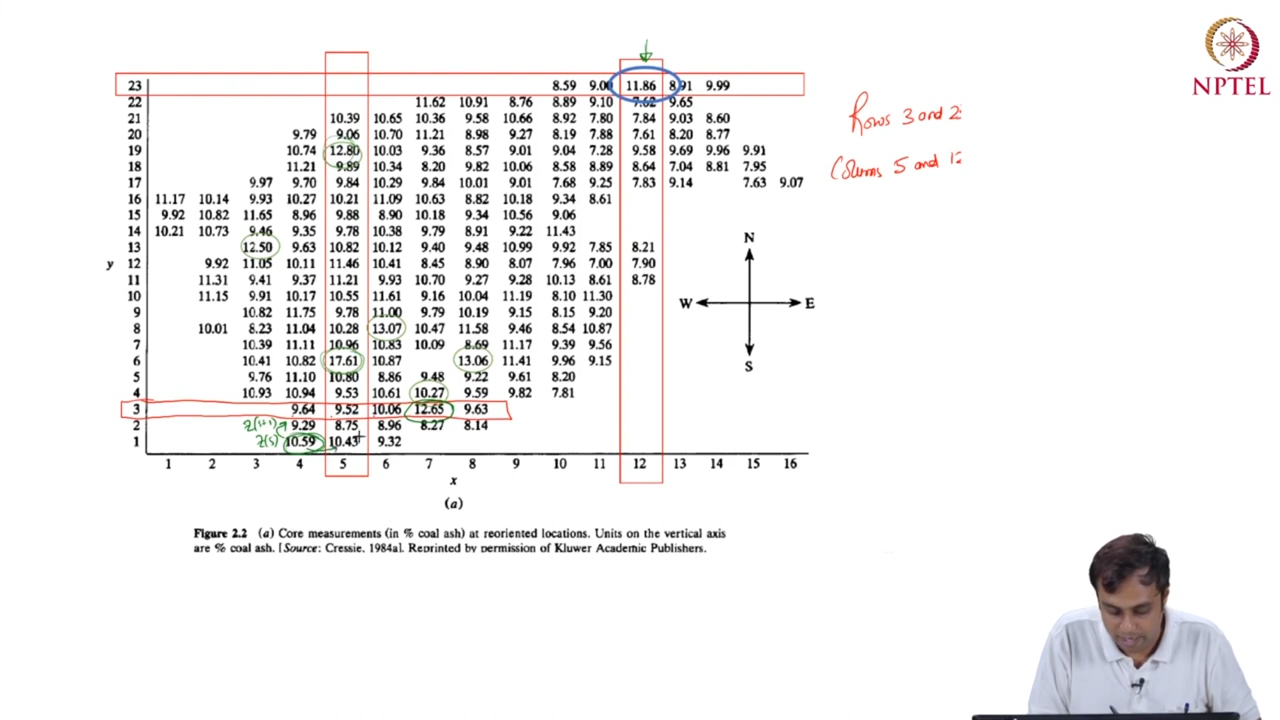 NPTEL
23 8.59 9.00 11.86 8.91 9.99
22 11.62 10.91 8.76 8.89 9.10 7.62 9.65
21 10.39 10.65 10.36 9.58 10.66 8.92 7.80 7.84 9.03 8.60
20 9.79 9.06 10.70 11.21 8.98 9.27 8.19 7.88 7.61 8.20 8.77
19 10.74 12.80 10.03 9.36 8.57 9.01 9.04 7.28 9.58 9.69 9.96 9.91
18 11.21 9.89 10.34 8.20 9.82 10.06 8.58 8.89 8.64 7.04 8.81 7.95
17 9.97 9.70 9.84 10.29 9.84 10.01 9.01 7.68 9.25 7.83 9.14 7.63 9.07
16 11.17 10.14 9.93 10.27 10.21 11.09 10.63 8.82 10.18 9.34 8.61
15 9.92 10.82 11.65 8.96 9.88 8.90 10.18 9.34 10.56 9.06
14 10.21 10.73 9.46 9.35 9.78 10.38 9.79 8.91 9.22 11.43
13 12.50 9.63 10.82 10.12 9.40 9.48 10.99 9.92 7.85 8.21
y 12 9.92 11.05 10.11 11.46 10.41 8.45 8.90 8.07 7.96 7.00 7.90
11 11.31 9.41 9.37 11.21 9.93 10.70 9.27 9.28 10.13 8.61 8.78
10 11.15 9.91 10.17 10.55 11.61 9.16 10.04 11.19 8.10 11.30
9 10.82 11.75 9.78 11.00 9.79 10.19 9.15 8.15 9.20
8 10.01 8.23 11.04 10.28 13.07 10.47 11.58 9.46 8.54 10.87
7 10.39 11.11 10.96 10.83 10.09 8.69 11.17 9.39 9.56
6 10.41 10.82 17.61 10.87 13.06 11.41 9.96 9.15
5 9.76 11.10 10.80 8.86 9.48 9.22 9.61 8.20
4 10.93 10.94 9.53 10.61 10.27 9.59 9.82 7.81
3 9.64 9.52 10.06 12.65 9.63
2 9.29 8.75 8.96 8.27 8.14
Z(s) 1 10.59 10.43 9.32
1 2 3 4 5 6 7 8 9 10 11 12 13 14 15 16
x
(a)
Rows 3 and
Columns 5 and
N
W E
S
Figure 2.2 (a) Core measurements (in % coal ash) at reoriented locations. Units on the vertical axis
are % coal ash. [Source: Cressie, 1984a]. Reprinted by permission of Kluwer Academic Publishers.